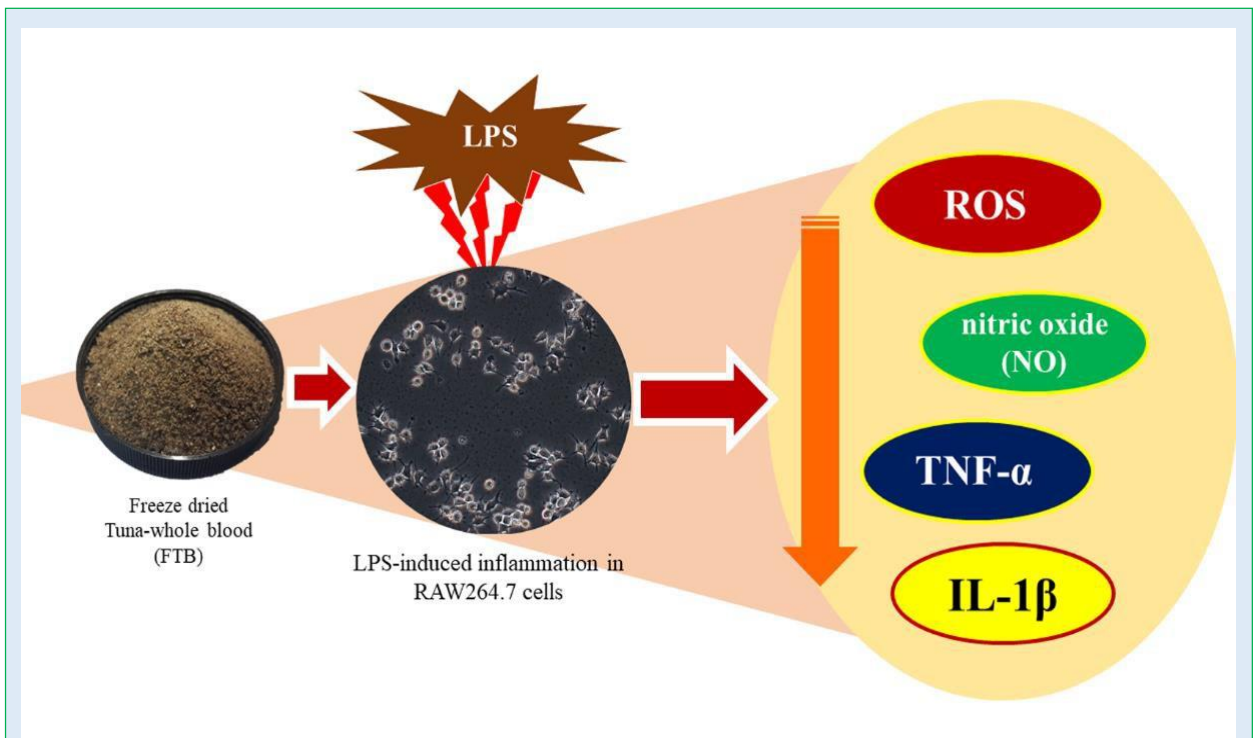 LPS
ROS
nitric oxide
(NO)
TNF-α
IL-1β
Freeze dried
Tuna-whole blood
(FTB)
LPS-induced inflammation in
RAW264.7 cells